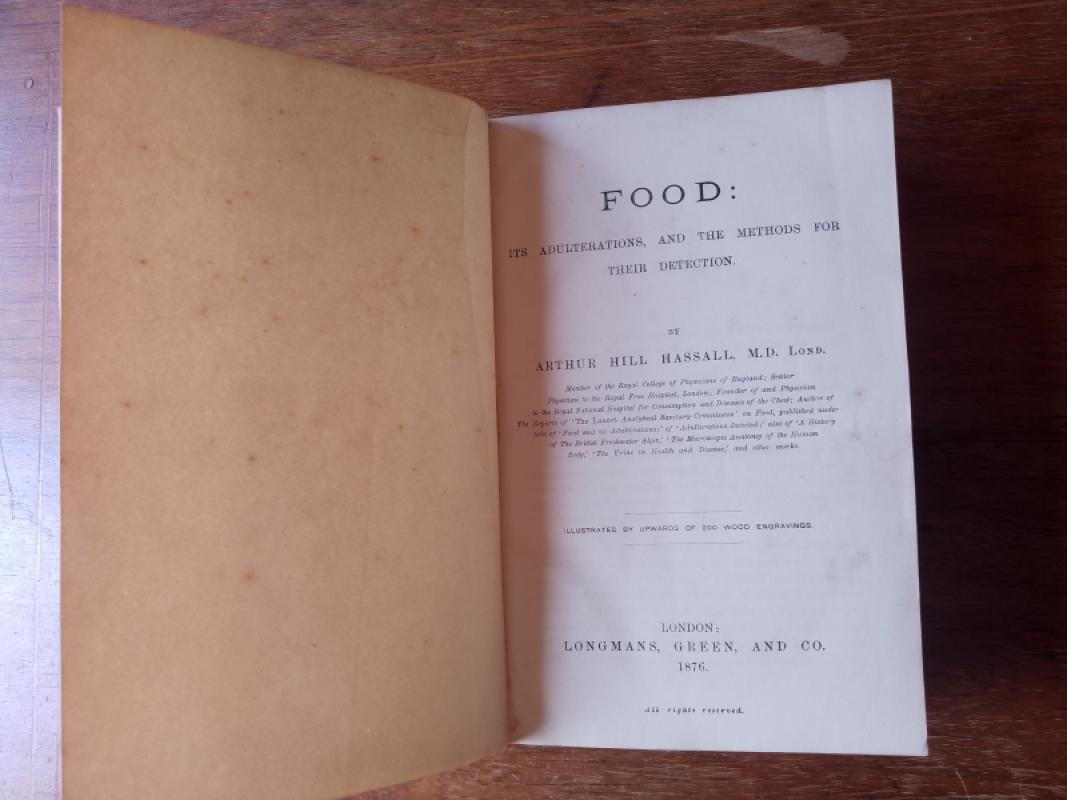 FOOD:
ITS ADULTERATIONS, AND THE METHODS FOR
THEIR DETECTION.
BY
ARTHUR HILL HASSALL, M.D. LOND.
Member of the Royal College of Physicians of England; Senior
Physician to the Royal Free Hospital, London; Founder of and Physician
to the Royal National Hospital for Consumption and Diseases of the Chest; Author of
The Reports of 'The Lancet Analytical Sanitary Commission' on Food, published under
title of 'Food and its Adulterations;' of 'Adulterations Detected;' also of 'A History
of The British Freshwater Algæ,' 'The Microscopic Anatomy of the Human
Body,' 'The Urine in Health and Disease,' and other works.
ILLUSTRATED BY UPWARDS OF 200 WOOD ENGRAVINGS.
LONDON:
LONGMANS, GREEN, AND CO.
1876.
All rights reserved.